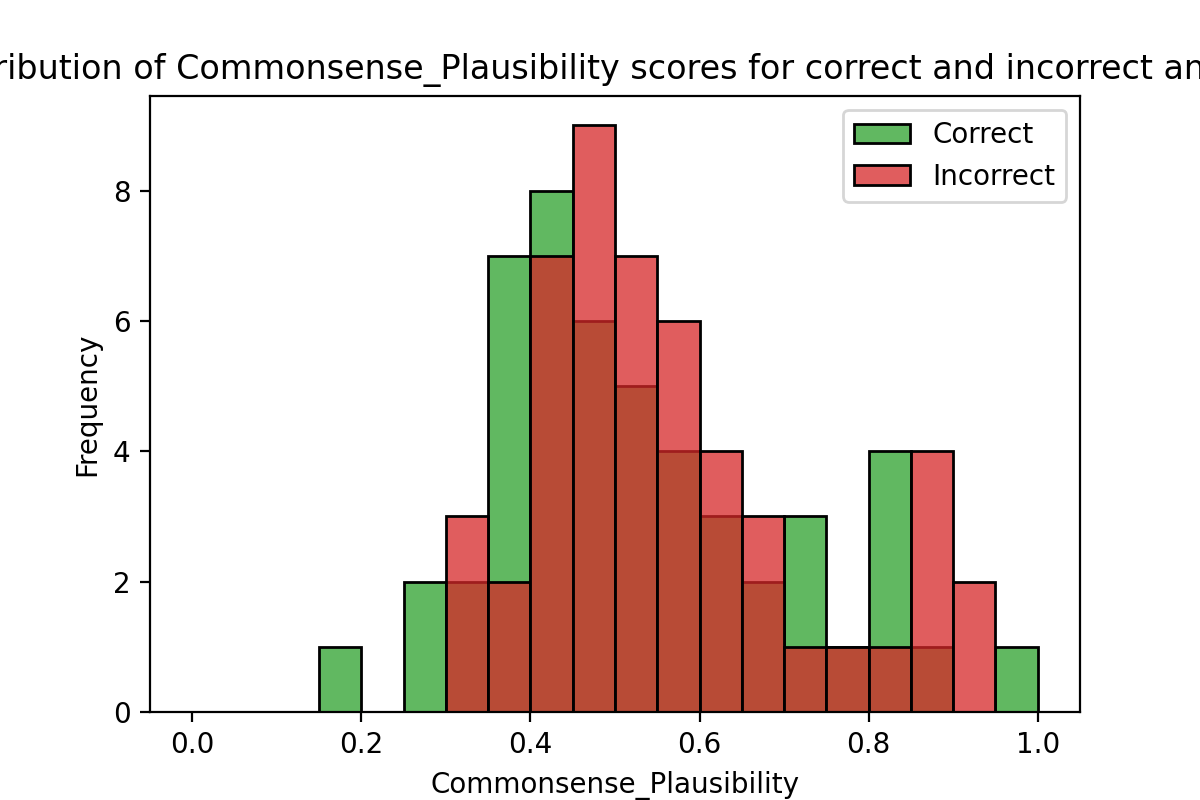 ribution of Commonsense_Plausibility scores for correct and incorrect an
Correct
Incorrect
Frequency
8
6
4
2
0
0.0 0.2 0.4 0.6 0.8 1.0
Commonsense_Plausibility